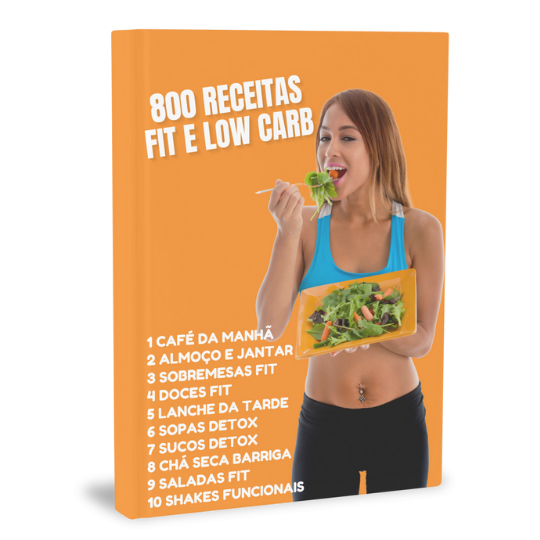 800 RECEITAS
FIT E LOW CARB
1 CAFÉ DA MANHÃ
2 ALMOÇO E JANTAR
3 SOBREMESAS FIT
4 DOCES FIT
5 LANCHE DA TARDE
6 SOPAS DETOX
7 SUCOS DETOX
8 CHÁ SECA BARRIGA
9 SALADAS FIT
10 SHAKES FUNCIONAIS